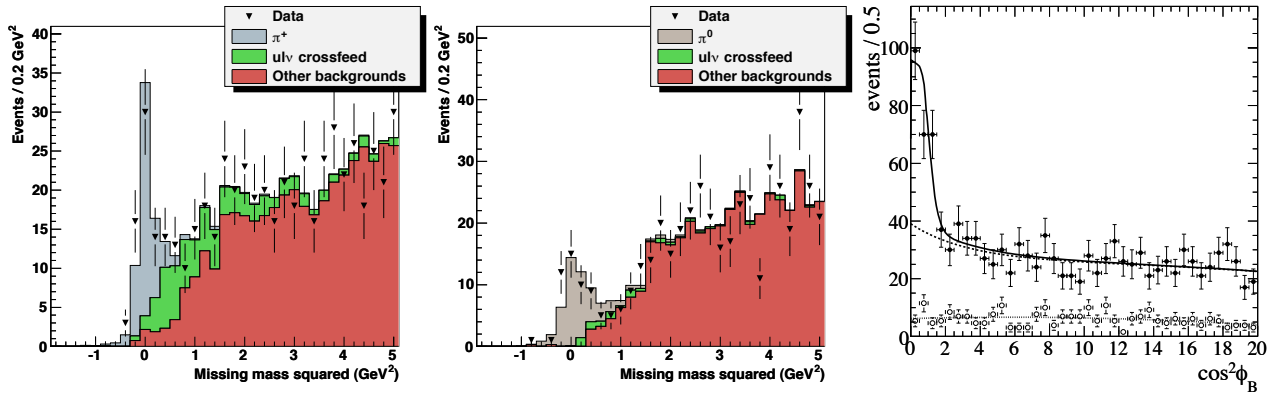 Events / 0.2 GeV²
40
35
30
25
20
15
10
5
0
-1 0 1 2 3 4 5
Missing mass squared (GeV²)
Data
π⁺
ulν crossfeed
Other backgrounds
Events / 0.2 GeV²
50
40
30
20
10
0
-1 0 1 2 3 4 5
Missing mass squared (GeV²)
Data
π⁰
ulν crossfeed
Other backgrounds
events / 0.5
100
80
60
40
20
0
0 2 4 6 8 10 12 14 16 18 20
cos²ϕ_B